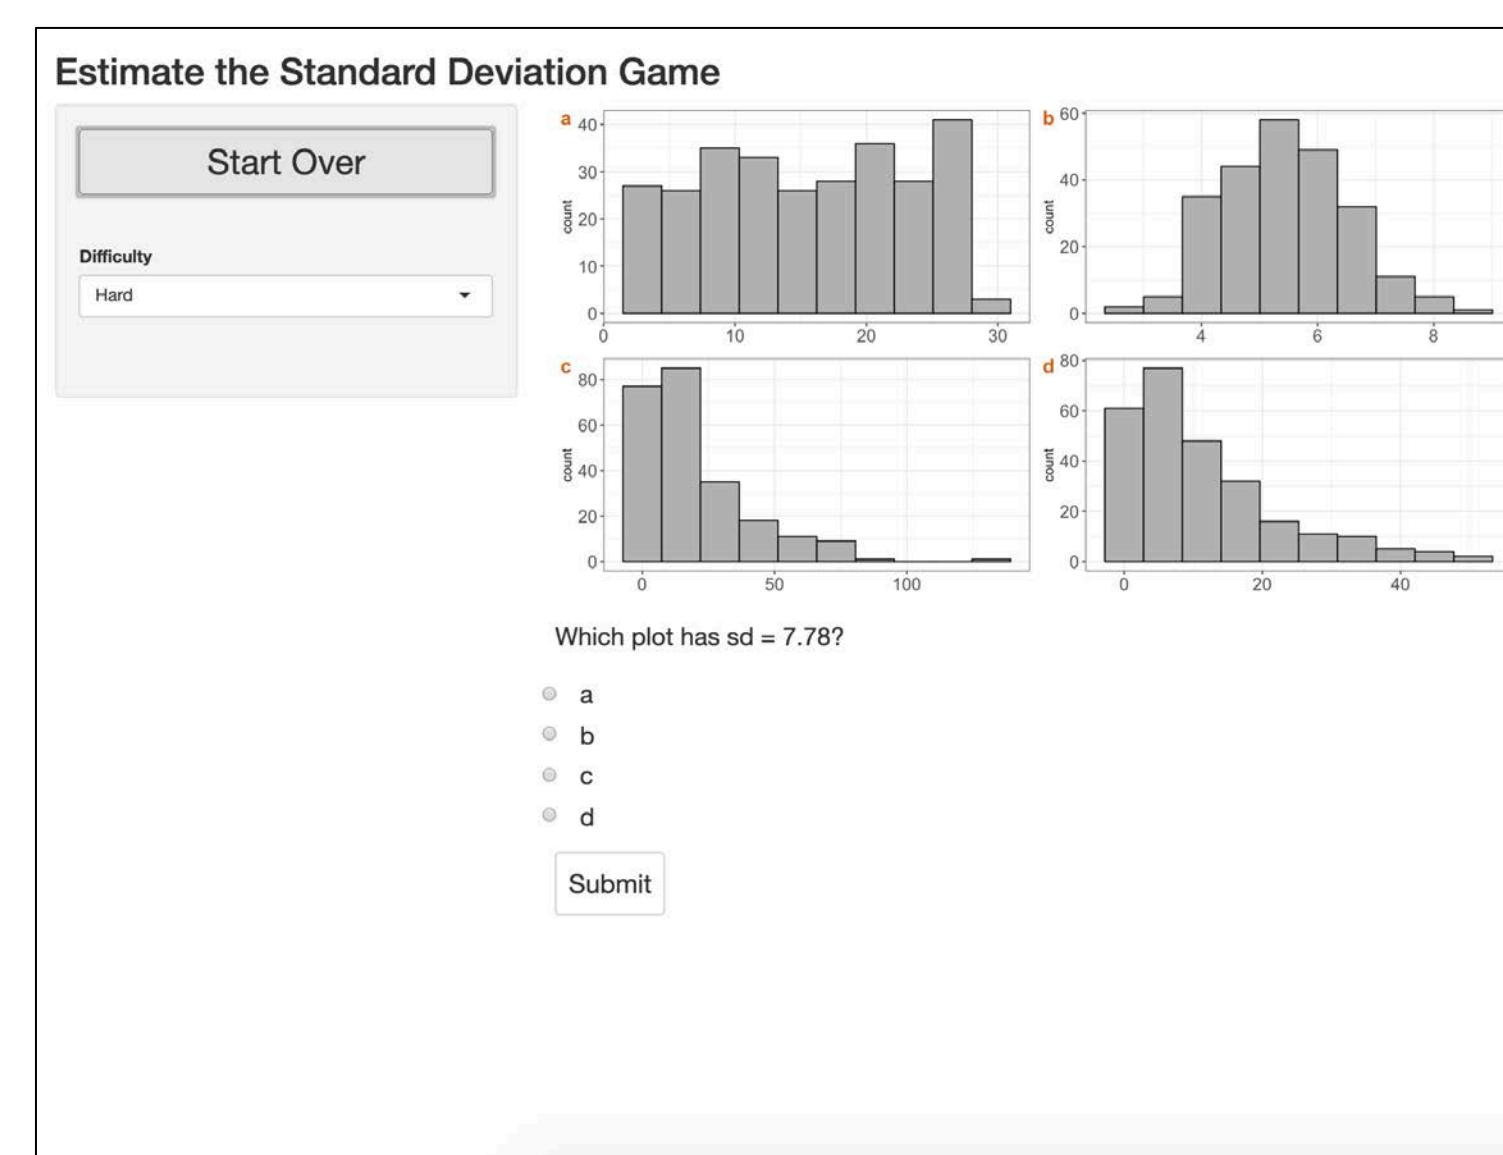 Estimate the Standard Deviation Game
Start Over
Difficulty
Hard
a
40
30
20
10
0
count
0 10 20 30
b
60
40
20
0
count
4 6 8
c
80
60
40
20
0
count
0 50 100
d
80
60
40
20
0
count
0 20 40
Which plot has sd = 7.78?
a
b
c
d
Submit